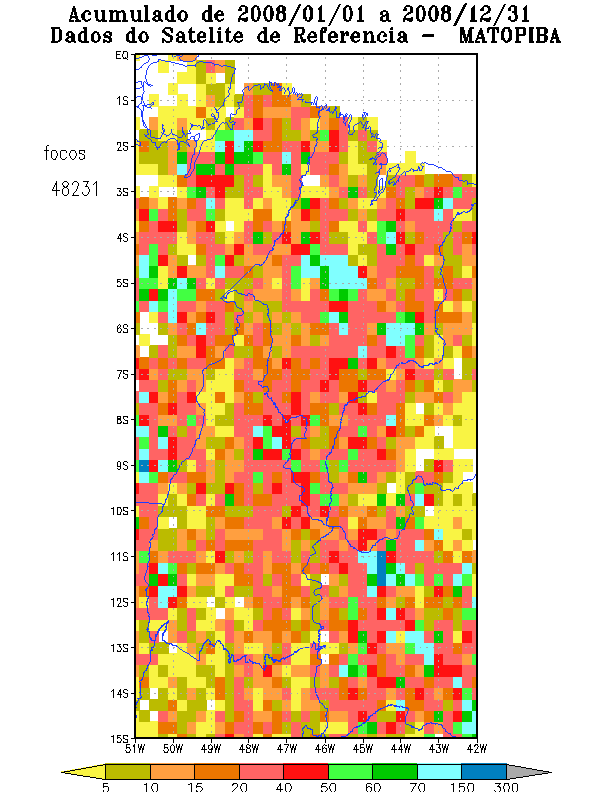 Acumulado de 2008/01/01 a 2008/12/31
Dados do Satelite de Referencia - MATOPIBA
focos
48231
EQ
1S
2S
3S
4S
5S
6S
7S
8S
9S
10S
11S
12S
13S
14S
15S
51W 50W 49W 48W 47W 46W 45W 44W 43W 42W
5 10 15 20 40 50 60 70 150 300